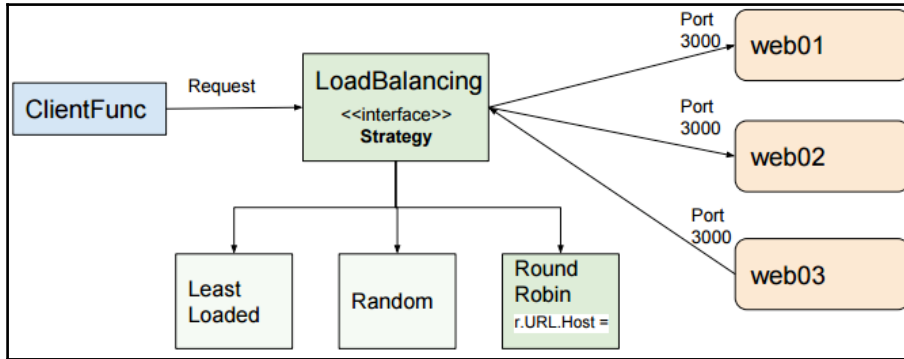 ClientFunc
Request
LoadBalancing
<<interface>>
Strategy
Port
3000
web01
Port
3000
web02
Port
3000
web03
Least
Loaded
Random
Round
Robin
r.URL.Host =